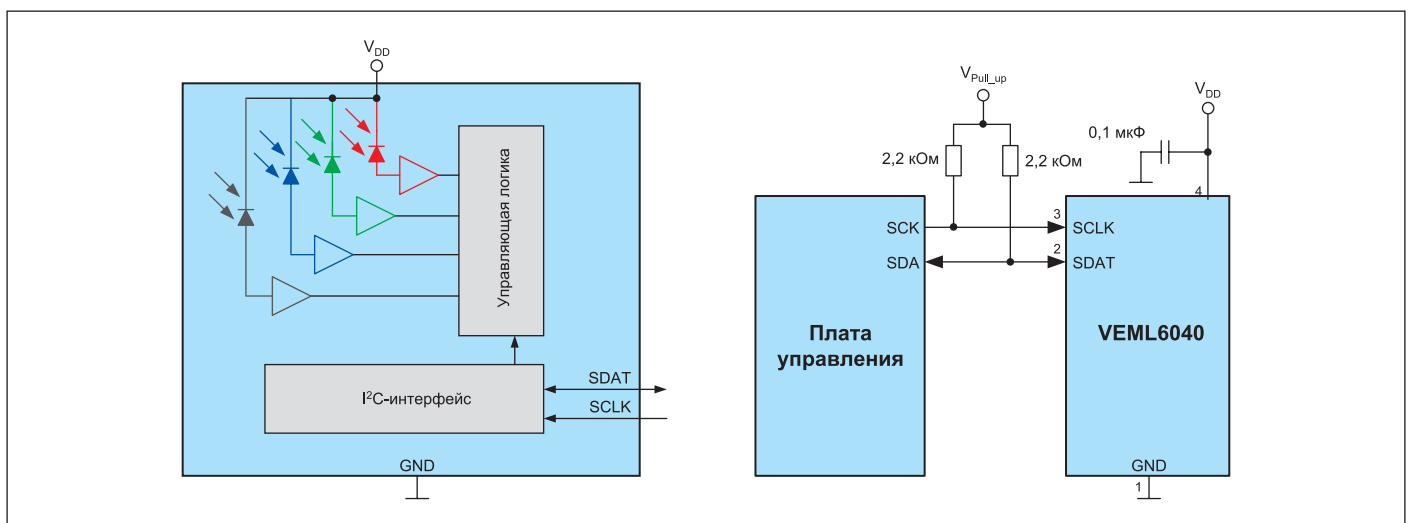 V_DD
Управляющая логика
I²C-интерфейс
SDAT
SCLK
GND
V_Pull_up
V_DD
0,1 мкФ
2,2 кОм
2,2 кОм
4
SCK
3
SCLK
SDA
2
SDAT
Плата
управления
VEML6040
GND
1